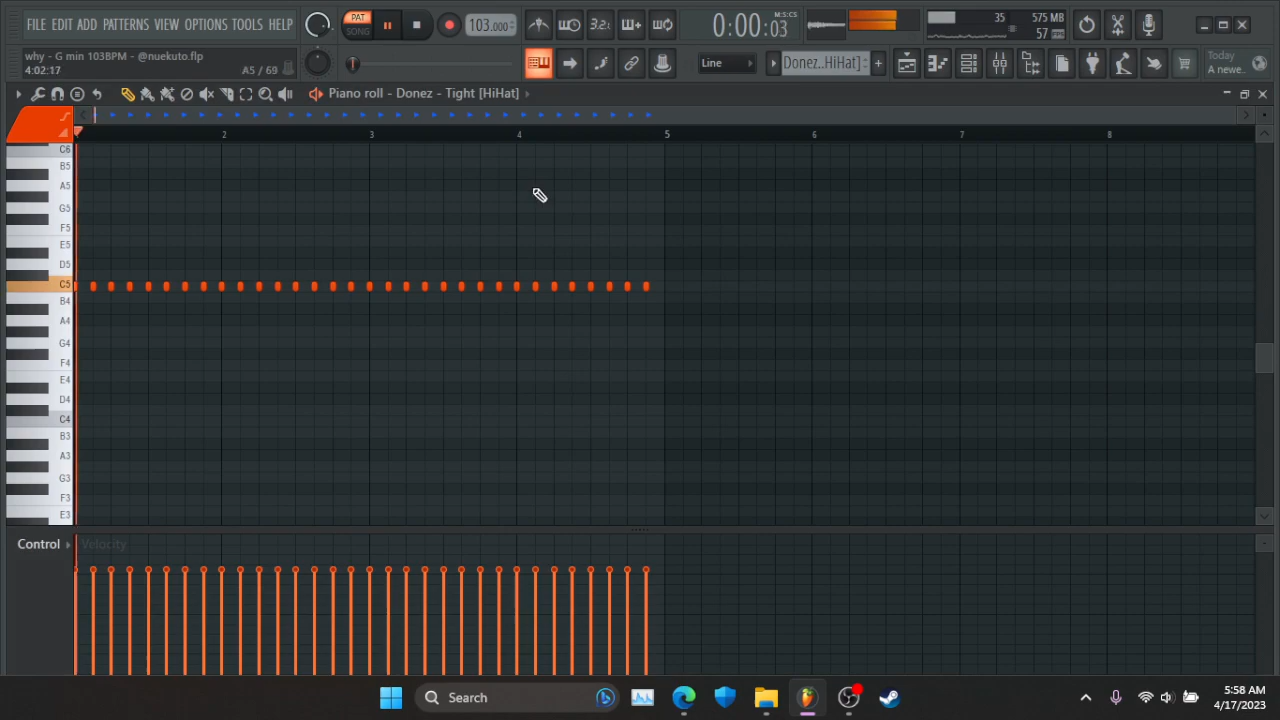 FILE EDIT ADD PATTERNS VIEW OPTIONS TOOLS HELP
PAT
SONG
103.000
3.2
0:00:03
M:S:CS
35
575 MB
57
why - G min 103BPM - @nuekuto.flp
4:02:17
A5 / 69
Line
Donez..HiHat]
Today
A newe..
Piano roll - Donez - Tight [HiHat]
2 3 4 5 6 7 8
C6
B5
A5
G5
F5
E5
D5
C5
B4
A4
G4
F4
E4
D4
C4
B3
A3
G3
F3
E3
Control
Velocity
Search
5:58 AM
4/17/2023